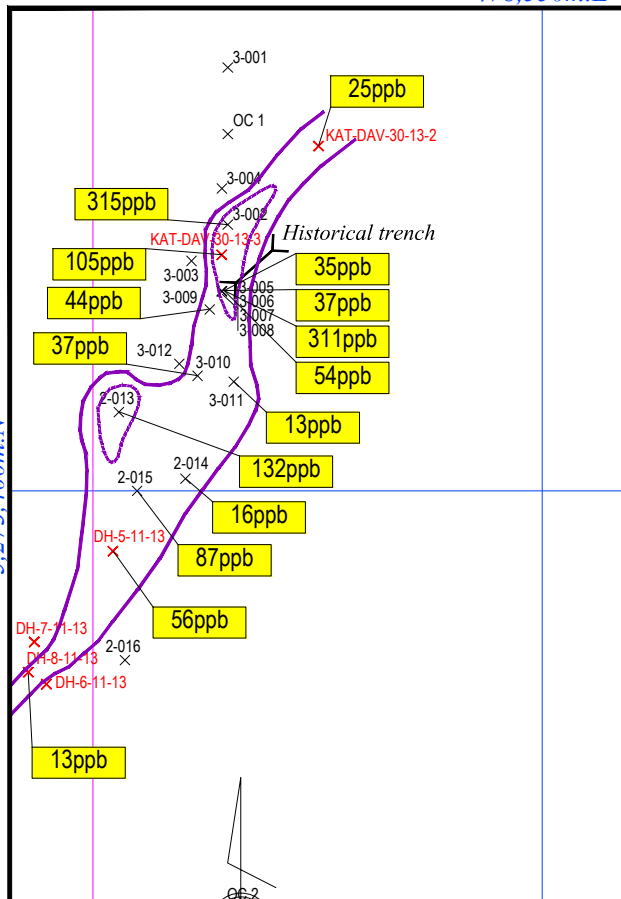 3-001
25ppb
OC 1
KAT-DAV-30-13-2
3-004
315ppb
3-002
Historical trench
KAT-DAV-30-13-3
105ppb
3-003
35ppb
3-005
44ppb
3-009
3-006
37ppb
3-007
3-008
311ppb
37ppb
3-012
3-010
54ppb
3-011
2-013
13ppb
132ppb
2-014
2-015
16ppb
87ppb
DH-5-11-13
56ppb
DH-7-11-13
2-016
DH-8-11-13
DH-6-11-13
13ppb
OC 2